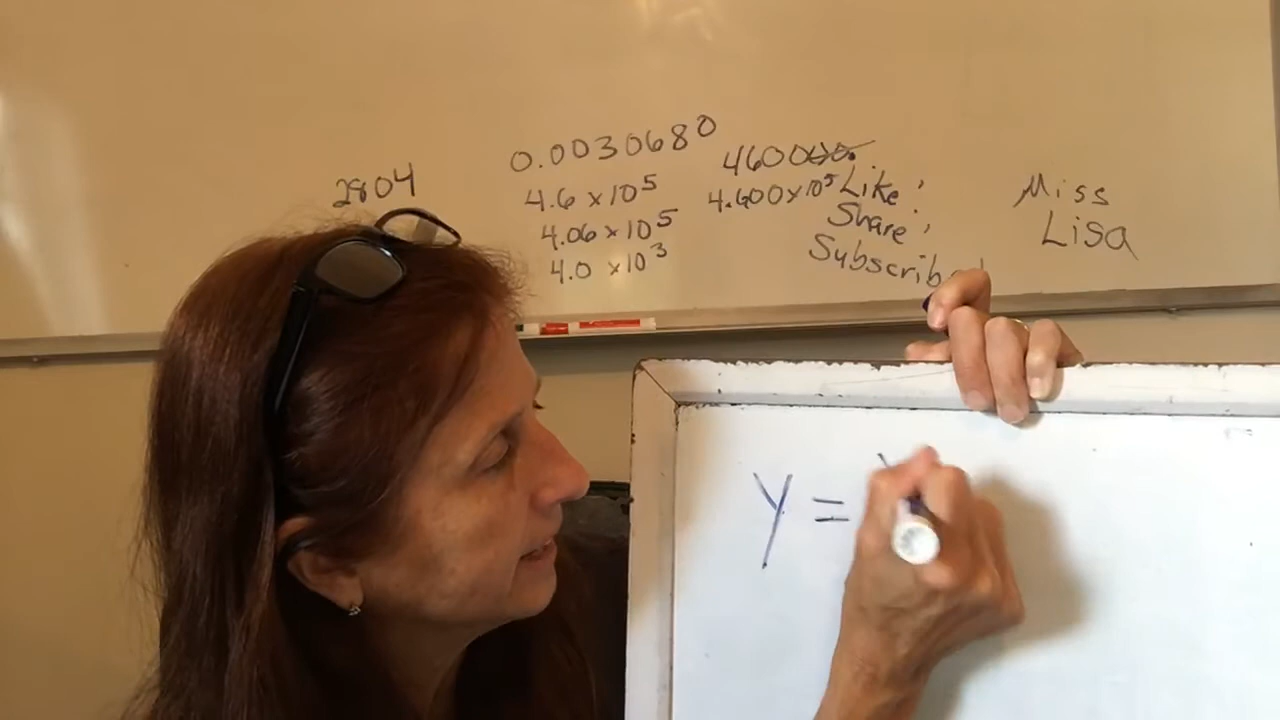 2804
0.0030680
4.6 x 10⁵
4.06 x 10⁵
4.0 x 10³
4.600 x 10⁵
Like!
Share!
Miss
Lisa
y =